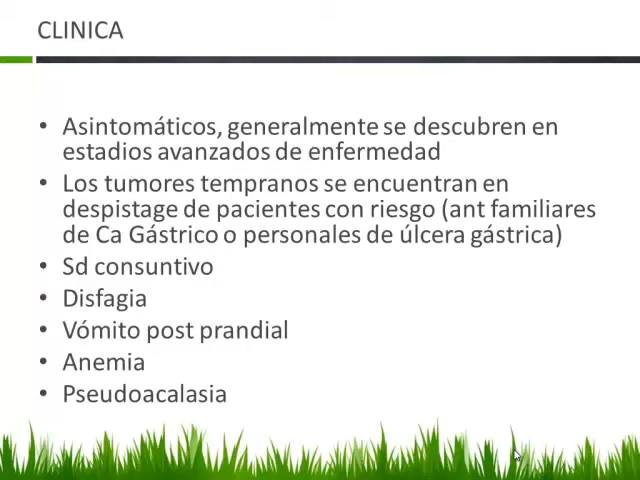 CLINICA
• Asintomáticos, generalmente se descubren en
estadios avanzados de enfermedad
• Los tumores tempranos se encuentran en
despistage de pacientes con riesgo (ant familiares
de Ca Gástrico o personales de úlcera gástrica)
• Sd consuntivo
• Disfagia
• Vómito post prandial
• Anemia
• Pseudoacalasia